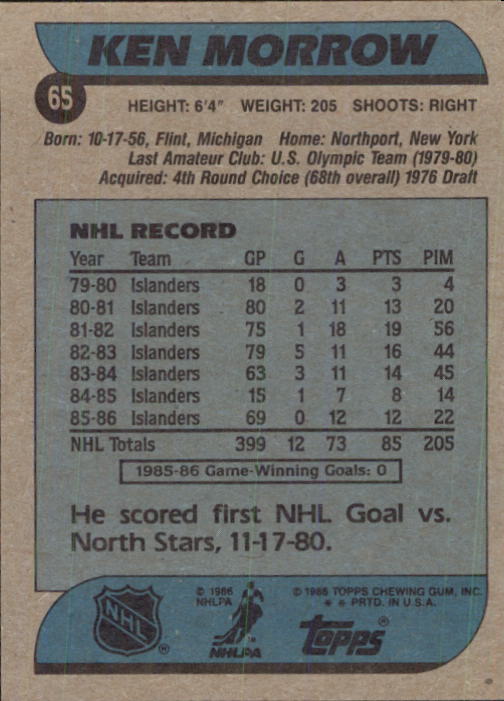 KEN MORROW
65
HEIGHT: 6'4" WEIGHT: 205 SHOOTS: RIGHT
Born: 10-17-56, Flint, Michigan Home: Northport, New York
Last Amateur Club: U.S. Olympic Team (1979-80)
Acquired: 4th Round Choice (68th overall) 1976 Draft
NHL RECORD
Year Team GP G A PTS PIM
79-80 Islanders 18 0 3 3 4
80-81 Islanders 80 2 11 13 20
81-82 Islanders 75 1 18 19 56
82-83 Islanders 79 5 11 16 44
83-84 Islanders 63 3 11 14 45
84-85 Islanders 15 1 7 8 14
85-86 Islanders 69 0 12 12 22
NHL Totals 399 12 73 85 205
1985-86 Game-Winning Goals: 0
He scored first NHL Goal vs.
North Stars, 11-17-80.
NHL ®
© 1986
NHLPA
NHLPA
© 1986 TOPPS CHEWING GUM, INC.
* * PRTD. IN U.S.A.
TOPPS ®